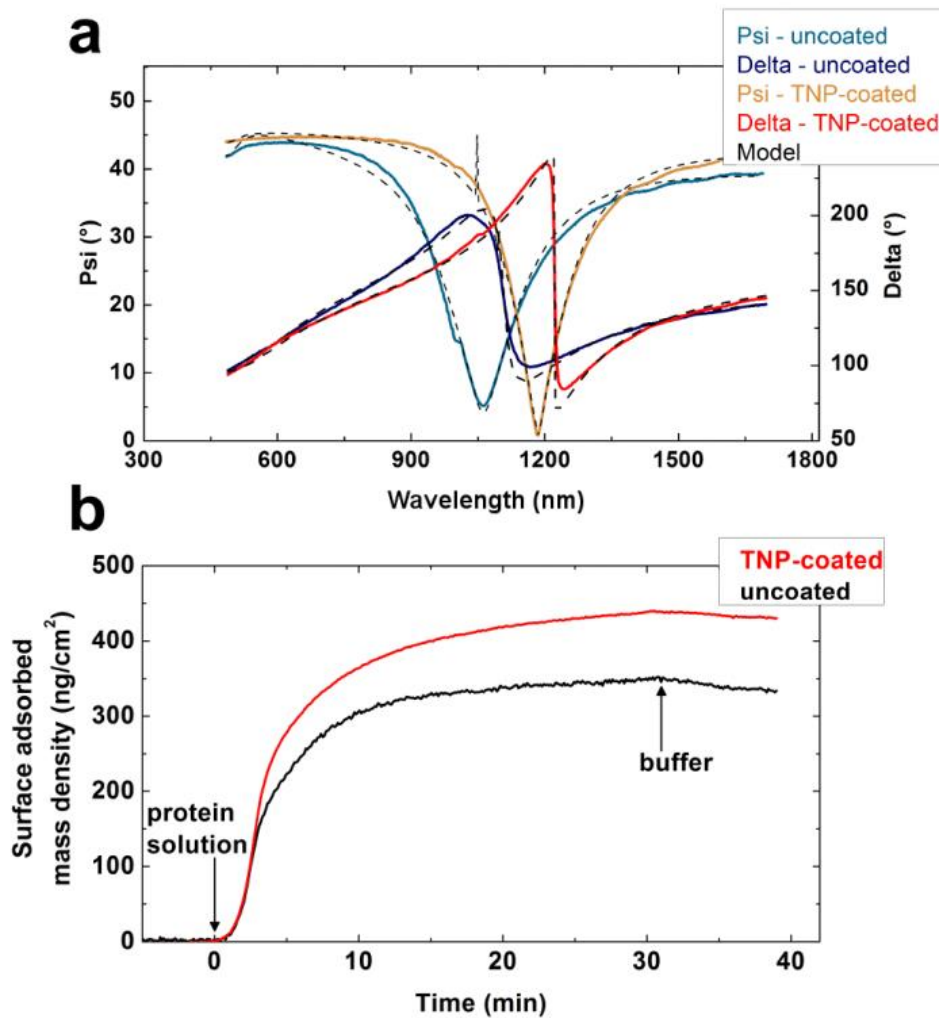 a
Psi - uncoated
Delta - uncoated
Psi - TNP-coated
Delta - TNP-coated
Model
50
40
30
20
10
0
Psi (°)
200
150
100
50
Delta (°)
300 600 900 1200 1500 1800
Wavelength (nm)
b
TNP-coated
uncoated
500
400
300
200
100
0
Surface adsorbed
mass density (ng/cm²)
protein
solution
buffer
0 10 20 30 40
Time (min)